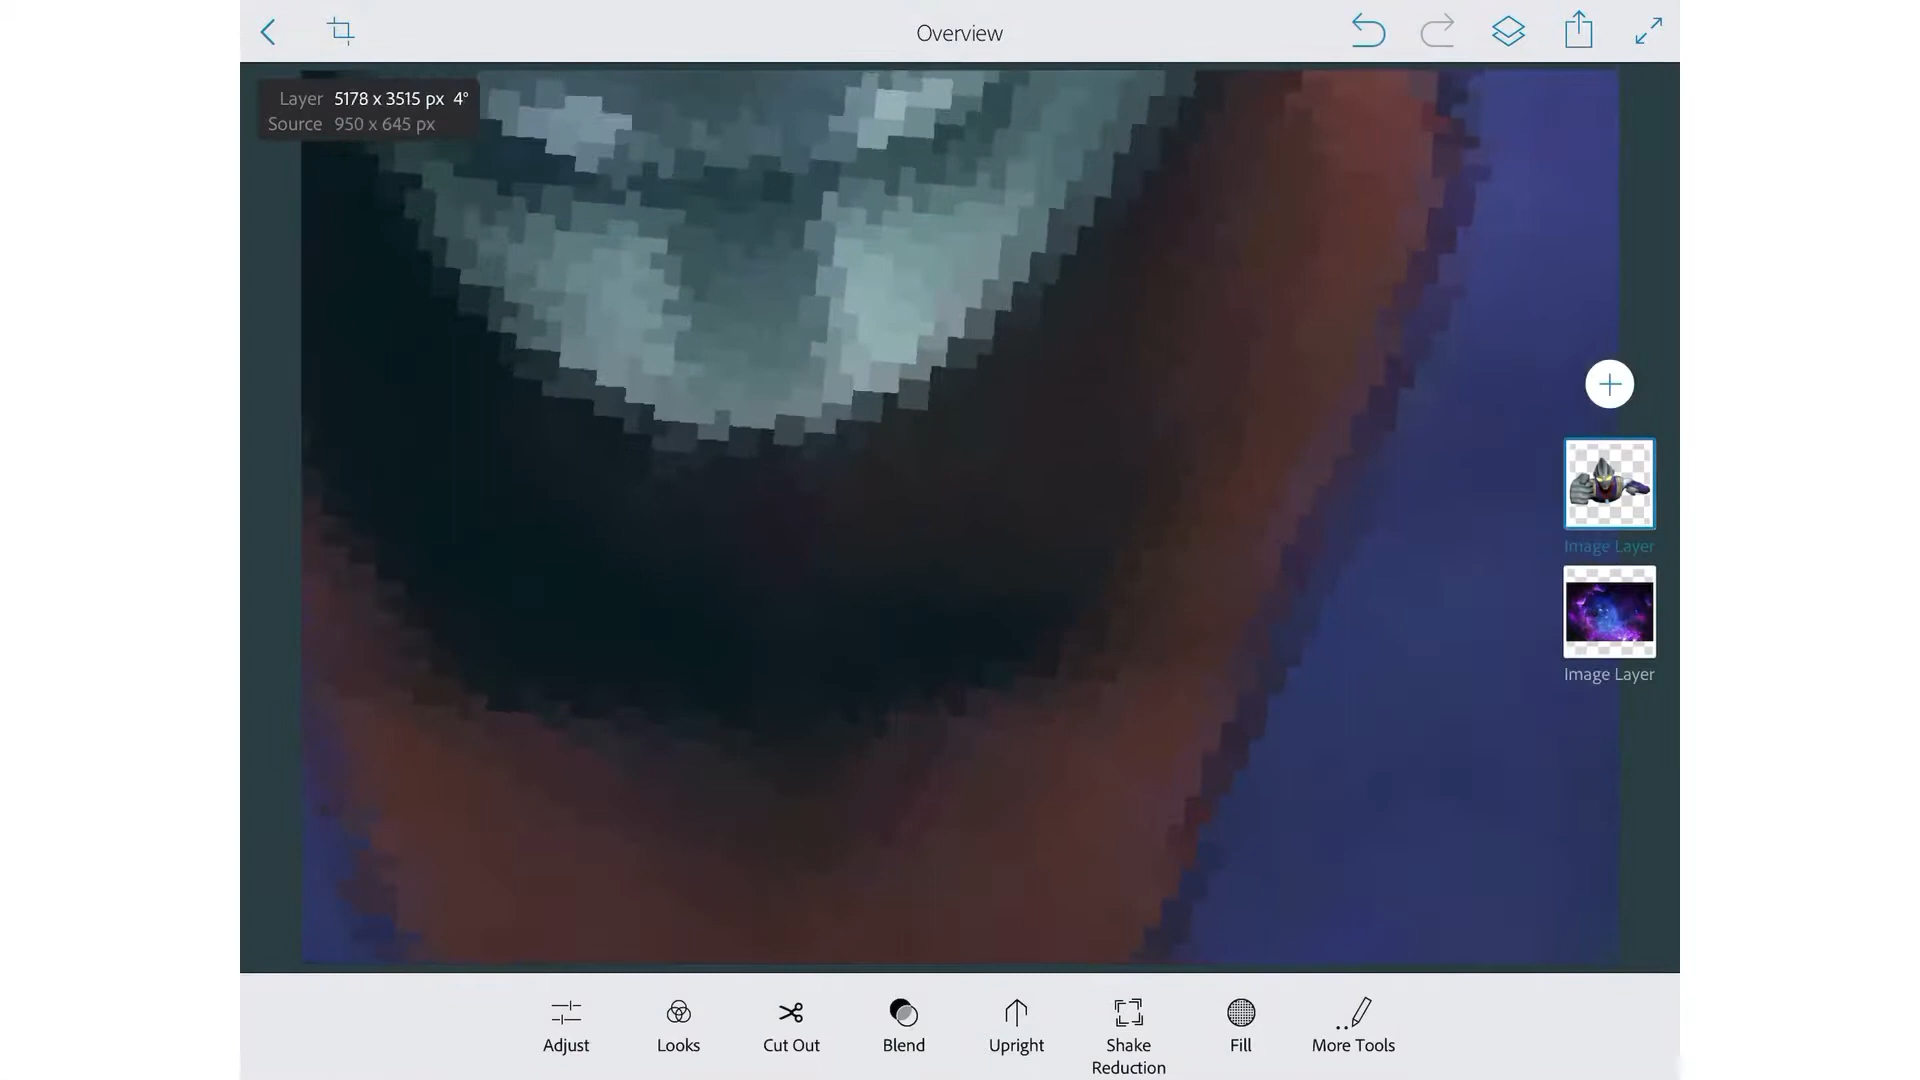 Overview
Layer 5178 x 3515 px 4°
Source 950 x 645 px
Image Layer
Image Layer
Adjust
Looks
Cut Out
Blend
Upright
Shake
Reduction
Fill
More Tools